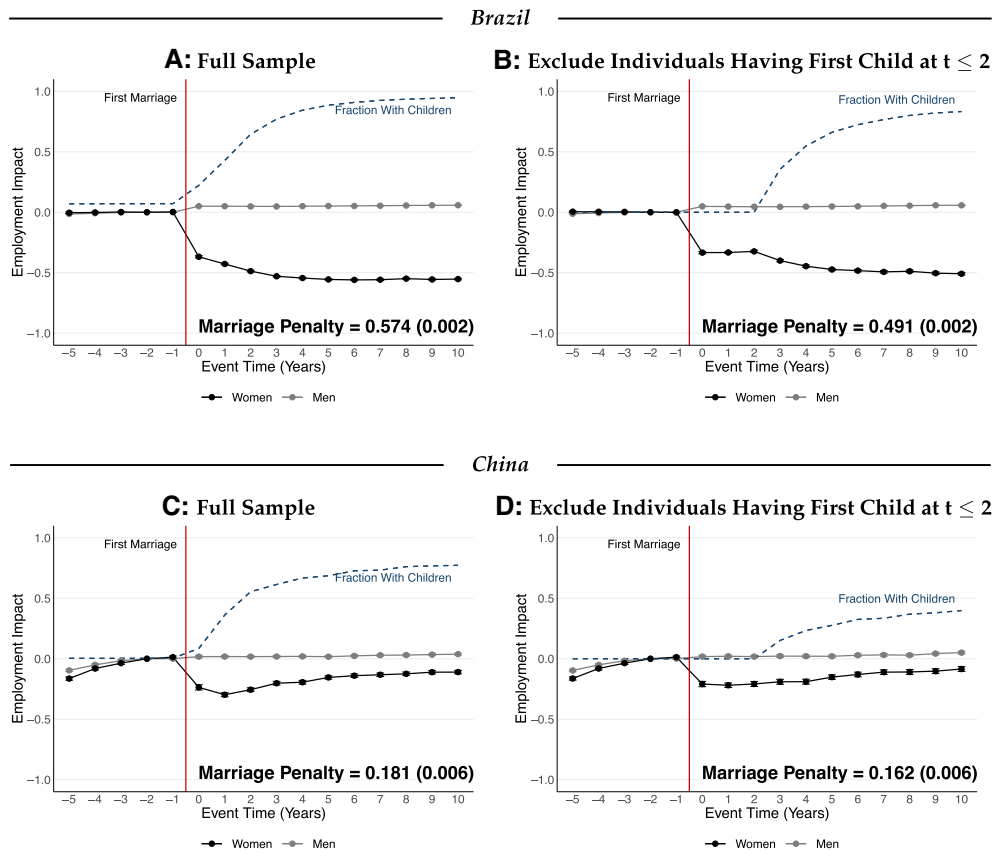 Brazil
A: Full Sample
1.0
0.5
0.0
−0.5
−1.0
Employment Impact
First Marriage
Fraction With Children
Marriage Penalty = 0.574 (0.002)
−5 −4 −3 −2 −1 0 1 2 3 4 5 6 7 8 9 10
Event Time (Years)
Women Men
B: Exclude Individuals Having First Child at t ≤ 2
1.0
0.5
0.0
−0.5
−1.0
Employment Impact
First Marriage
Fraction With Children
Marriage Penalty = 0.491 (0.002)
−5 −4 −3 −2 −1 0 1 2 3 4 5 6 7 8 9 10
Event Time (Years)
Women Men
China
C: Full Sample
1.0
0.5
0.0
−0.5
−1.0
Employment Impact
First Marriage
Fraction With Children
Marriage Penalty = 0.181 (0.006)
−5 −4 −3 −2 −1 0 1 2 3 4 5 6 7 8 9 10
Event Time (Years)
Women Men
D: Exclude Individuals Having First Child at t ≤ 2
1.0
0.5
0.0
−0.5
−1.0
Employment Impact
First Marriage
Fraction With Children
Marriage Penalty = 0.162 (0.006)
−5 −4 −3 −2 −1 0 1 2 3 4 5 6 7 8 9 10
Event Time (Years)
Women Men